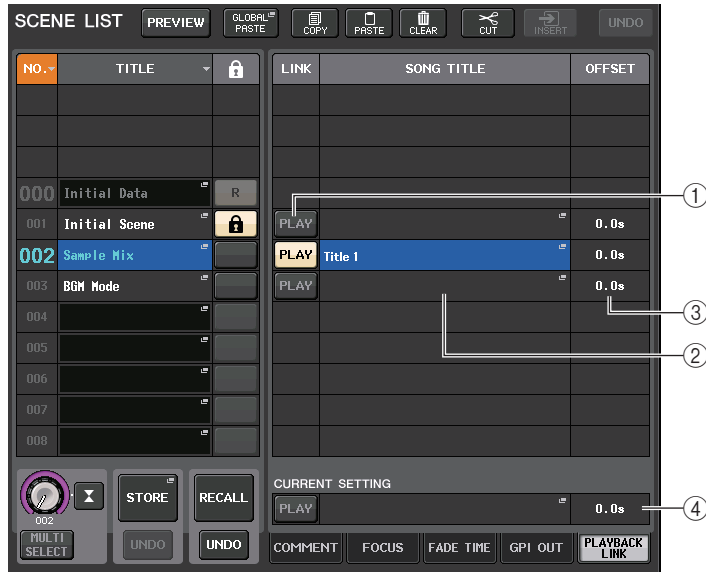 SCENE LIST PREVIEW GLOBAL PASTE COPY PASTE CLEAR CUT INSERT UNDO
NO. TITLE LINK SONG TITLE OFFSET
000 Initial Data R
001 Initial Scene PLAY 0.0s
002 Sample Mix PLAY Title 1 0.0s
003 BGM Mode PLAY 0.0s
004
005
006
007
008
1
3
2
002
MULTI SELECT
STORE
UNDO
RECALL
UNDO
CURRENT SETTING
PLAY 0.0s
4
COMMENT FOCUS FADE TIME GPI OUT PLAYBACK LINK